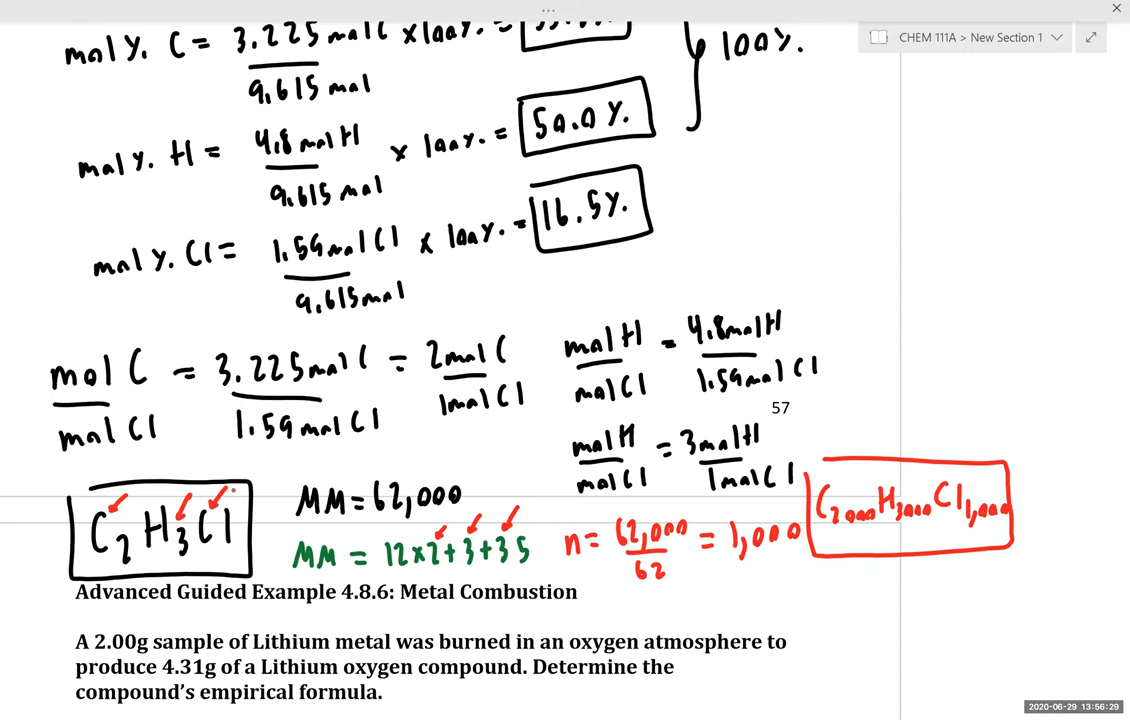 CHEM 111A > New Section 1
mol %. C = 3.225 mol C / 9.615 mol x 100%. =
100%.
mol %. H = 4.8 mol H / 9.615 mol x 100%. = 50.0%.
mol %. Cl = 1.59 mol Cl / 9.615 mol x 100%. = 16.5%.
mol C / mol Cl = 3.225 mol C / 1.59 mol Cl = 2 mol C / 1 mol Cl
mol H / mol Cl = 4.8 mol H / 1.59 mol Cl
57
mol H / mol Cl = 3 mol H / 1 mol Cl
C2H3Cl
MM = 62,000
MM = 12 x 2 + 3 + 35
n = 62,000 / 62 = 1,000
C2000H3000Cl1,000
Advanced Guided Example 4.8.6: Metal Combustion
A 2.00g sample of Lithium metal was burned in an oxygen atmosphere to
produce 4.31g of a Lithium oxygen compound. Determine the
compound's empirical formula.
2020-06-29 13:56:29